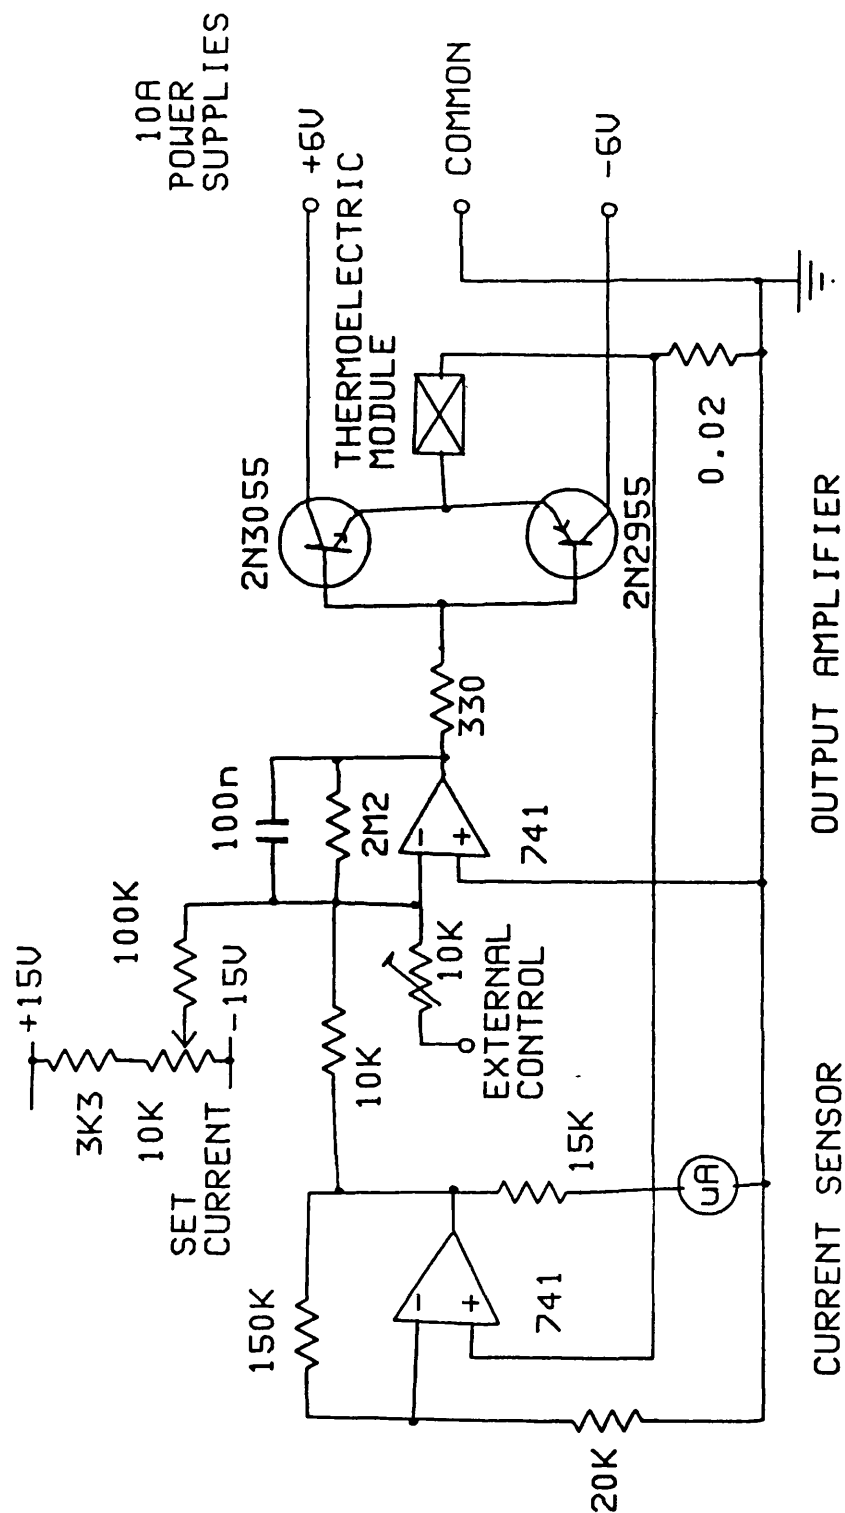 +15V
3K3
10K
SET
CURRENT
-15V
100K
100n
2M2
10K
10K
EXTERNAL
CONTROL
-
+
741
330
2N3055
2N2955
THERMOELECTRIC
MODULE
10A
POWER
SUPPLIES
+6V
COMMON
-6V
0.02
150K
-
+
741
15K
uA
20K
CURRENT SENSOR
OUTPUT AMPLIFIER